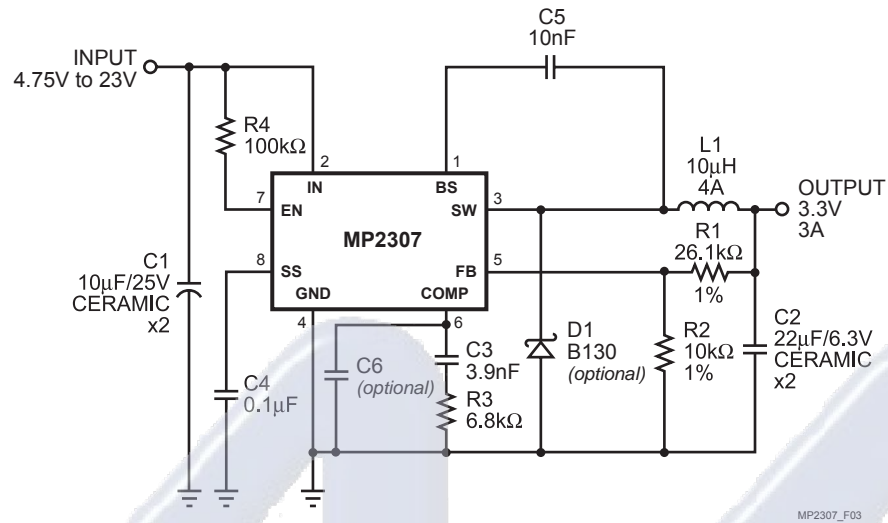 C5
10nF
INPUT
4.75V to 23V
R4
100kΩ
2
1
L1
10µH
4A
IN
BS
7
EN
SW
3
OUTPUT
3.3V
3A
MP2307
R1
26.1kΩ
1%
8
SS
FB
5
C1
10µF/25V
CERAMIC
x2
GND
COMP
4
6
C6
(optional)
C3
3.9nF
D1
B130
(optional)
R2
10kΩ
1%
C2
22µF/6.3V
CERAMIC
x2
C4
0.1µF
R3
6.8kΩ
MP2307_F03